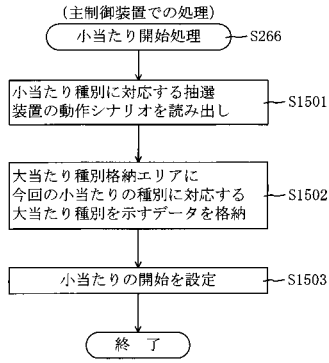 (主制御装置での処理)
小当たり開始処理
S266
小当たり種別に対応する抽選
装置の動作シナリオを読み出し
S1501
大当たり種別格納エリアに
今回の小当たりの種別に対応する
大当たり種別を示すデータを格納
S1502
小当たりの開始を設定
S1503
終 了